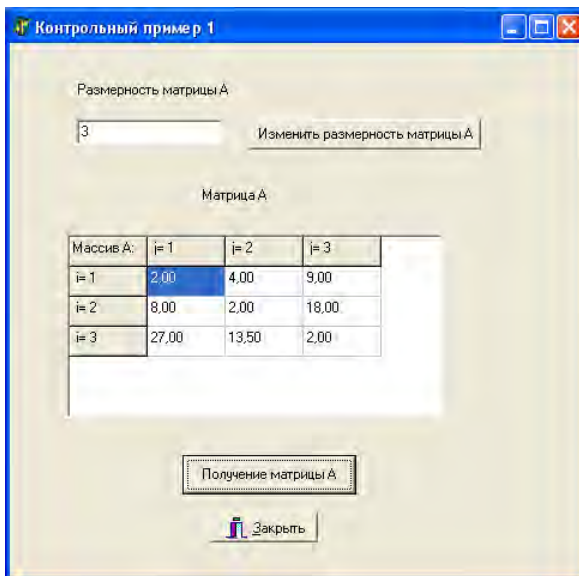 Контрольный пример 1
Размерность матрицы А
3
Изменить размерность матрицы А
Матрица А
Массив А: j= 1 j= 2 j= 3
i= 1 2,00 4,00 9,00
i= 2 8,00 2,00 18,00
i= 3 27,00 13,50 2,00
Получение матрицы А
Закрыть